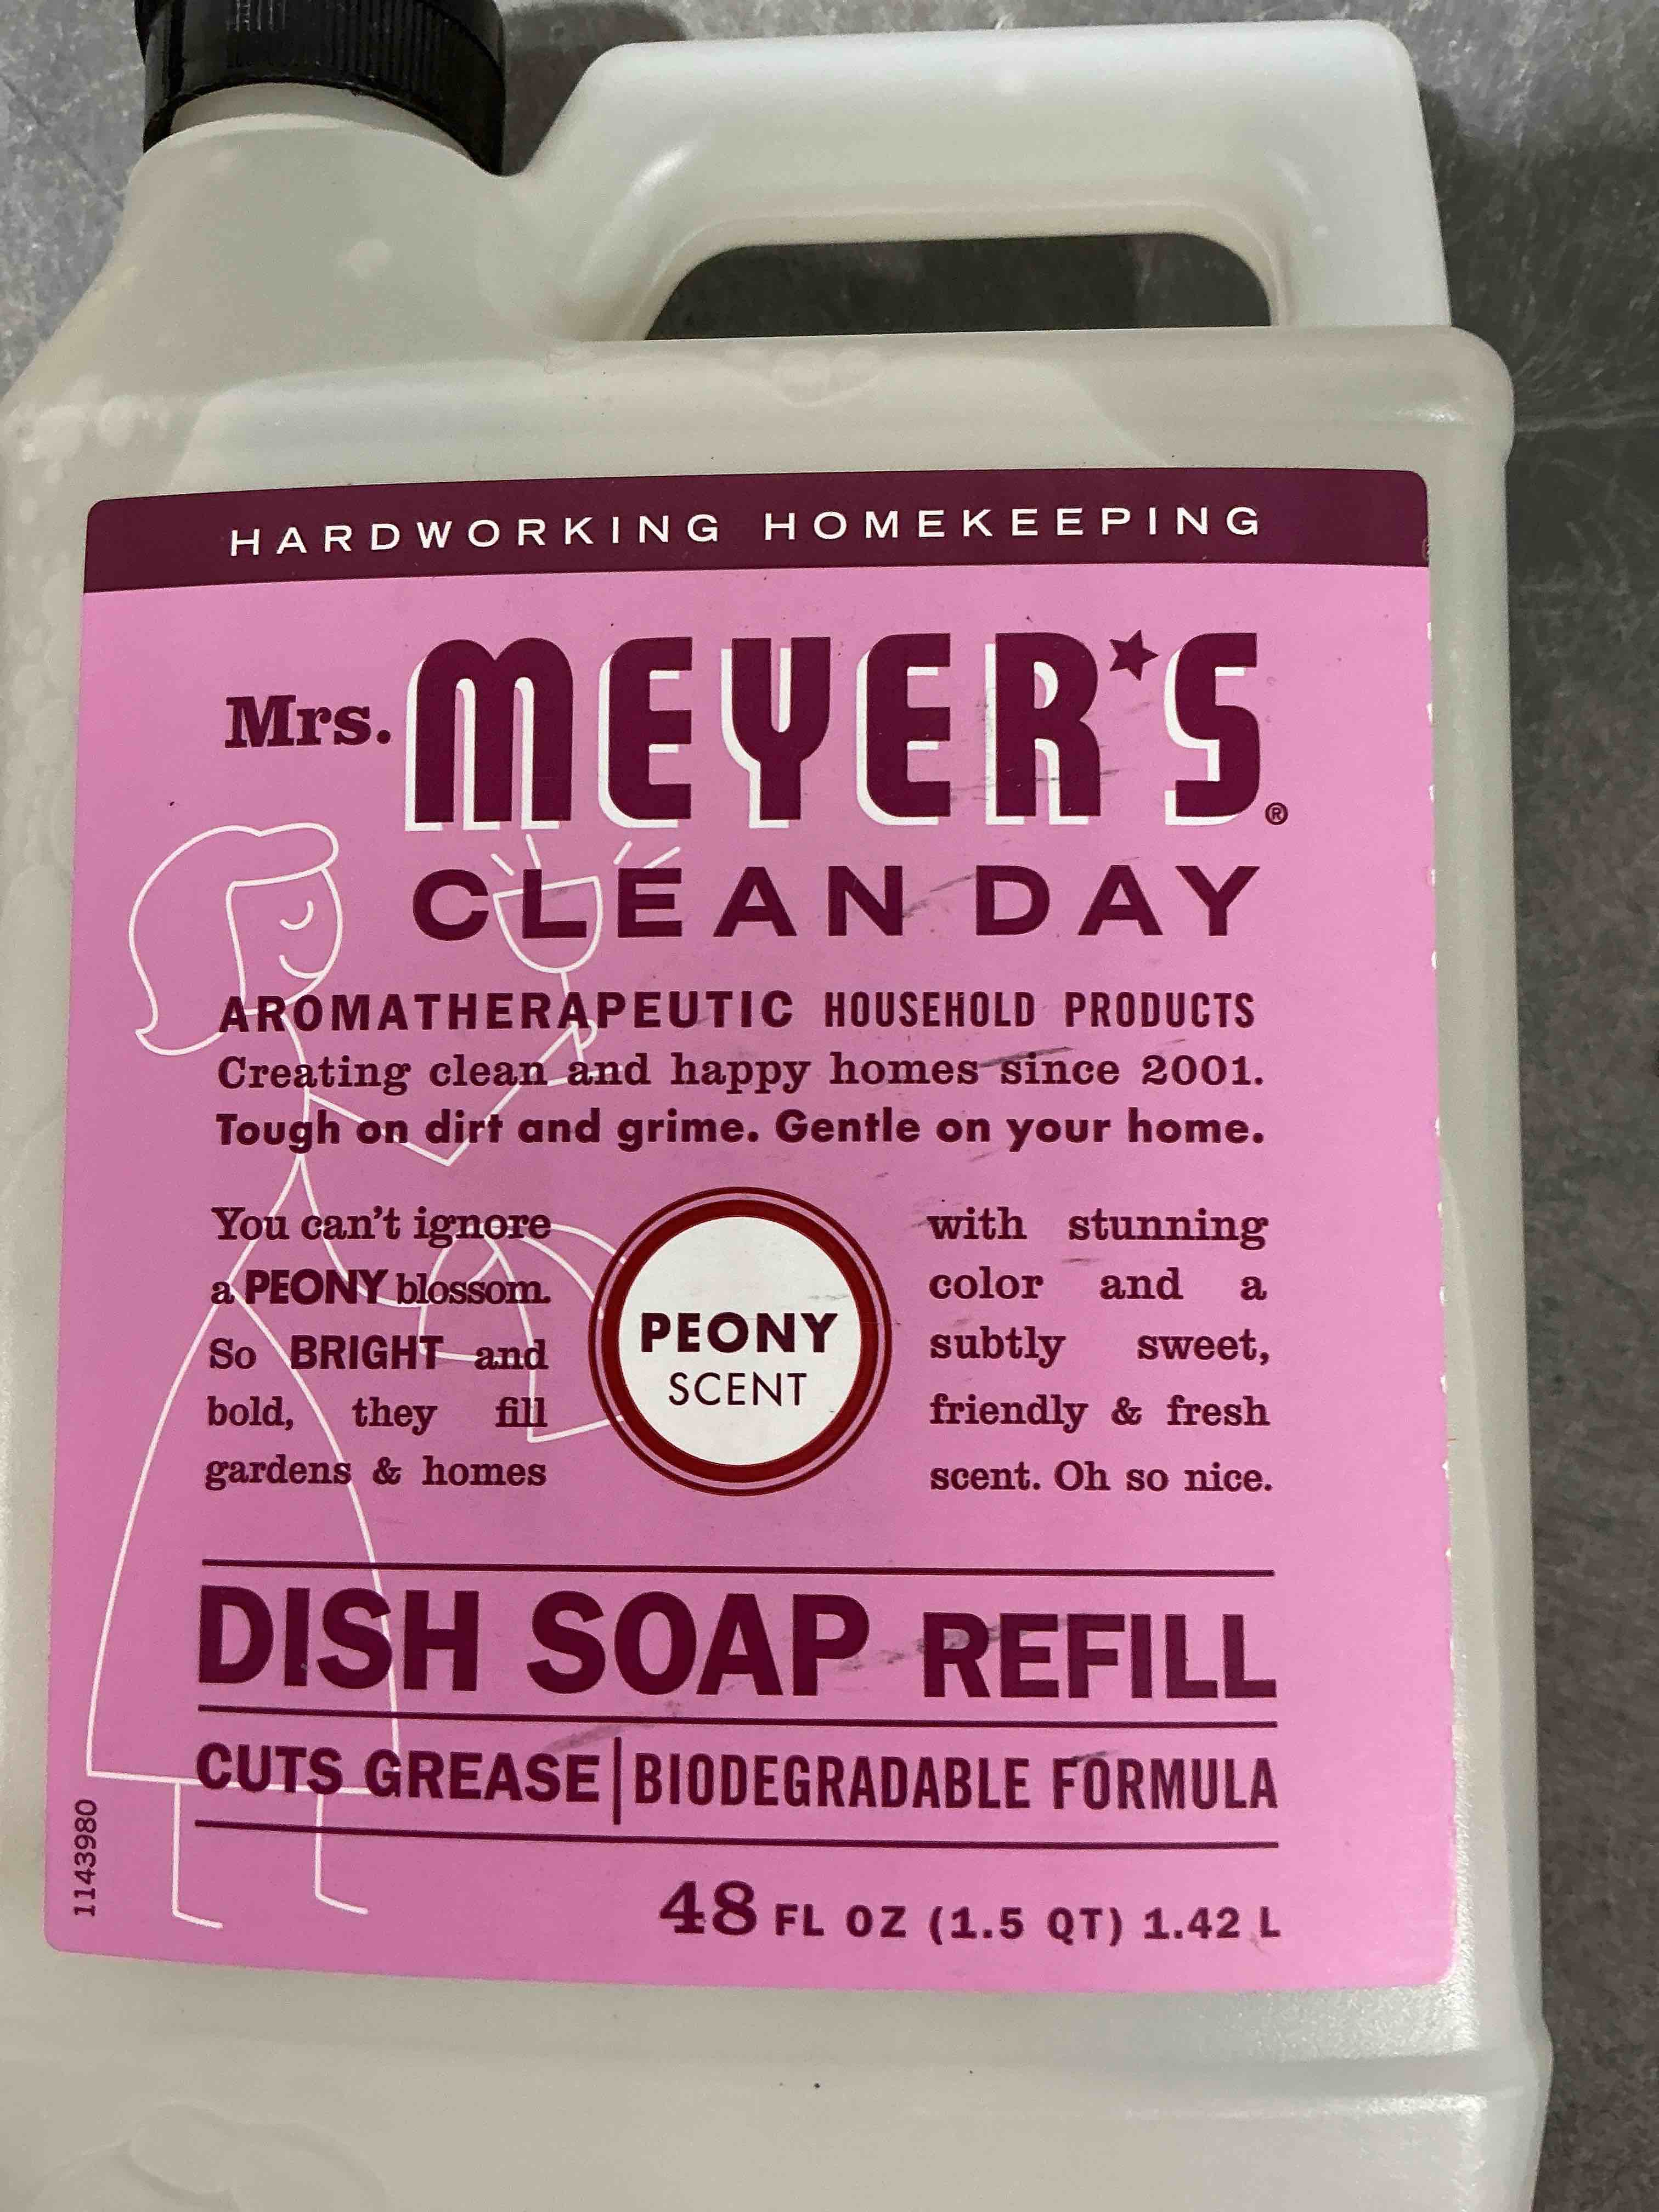 HARDWORKING HOMEKEEPING
Mrs. MEYER'S®
CLEAN DAY
AROMATHERAPEUTIC HOUSEHOLD PRODUCTS
Creating clean and happy homes since 2001.
Tough on dirt and grime. Gentle on your home.
You can't ignore
a PEONY blossom.
So BRIGHT and
bold, they fill
gardens & homes
PEONY
SCENT
with stunning
color and a
subtly sweet,
friendly & fresh
scent. Oh so nice.
DISH SOAP REFILL
CUTS GREASE | BIODEGRADABLE FORMULA
48 FL OZ (1.5 QT) 1.42 L
1143980